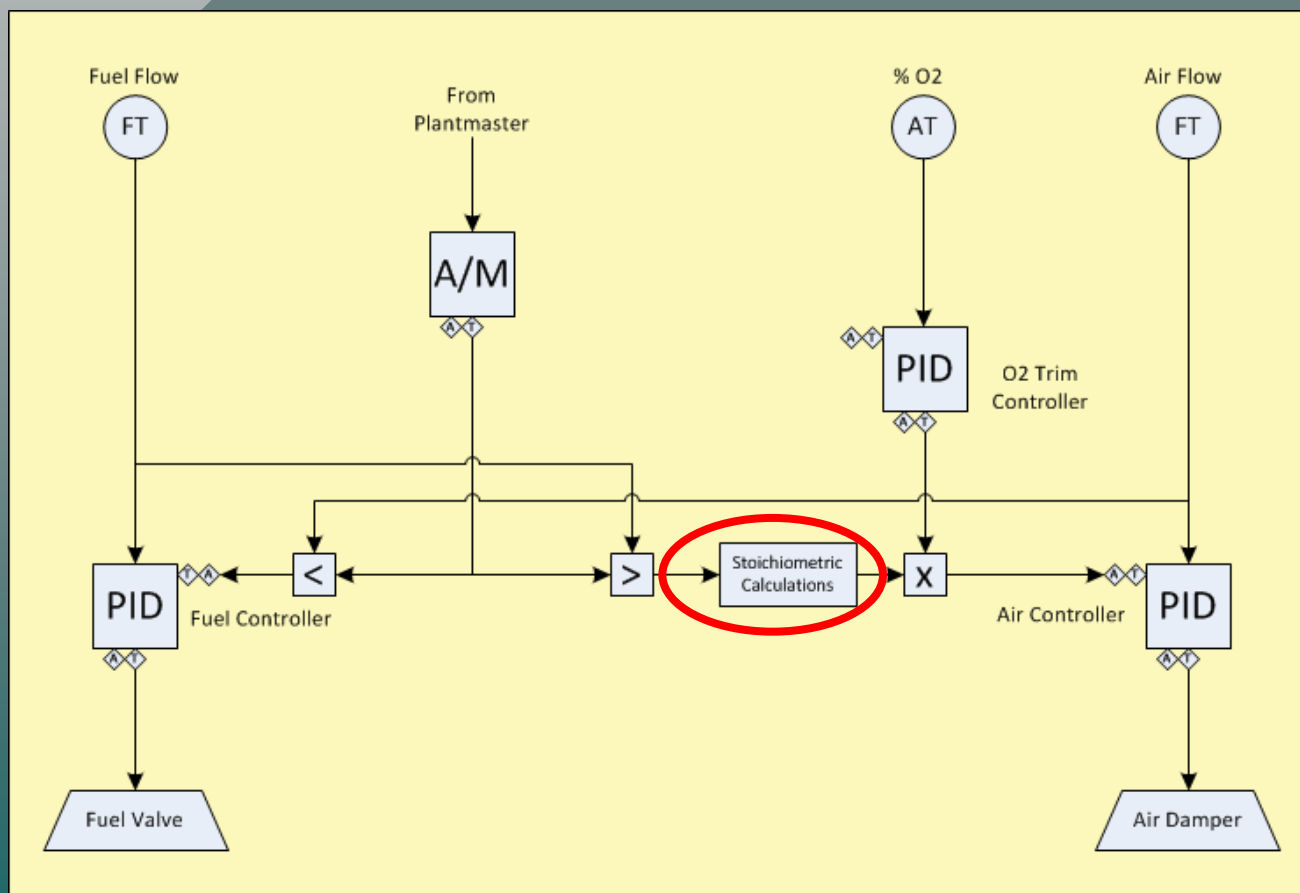 Fuel Flow
FT
From
Plantmaster
% O2
AT
Air Flow
FT
A/M
A T
A T
PID
O2 Trim
Controller
A T
PID
T A
Fuel Controller
A T
<
>
Stoichiometric
Calculations
X
A T
Air Controller
PID
A T
Fuel Valve
Air Damper